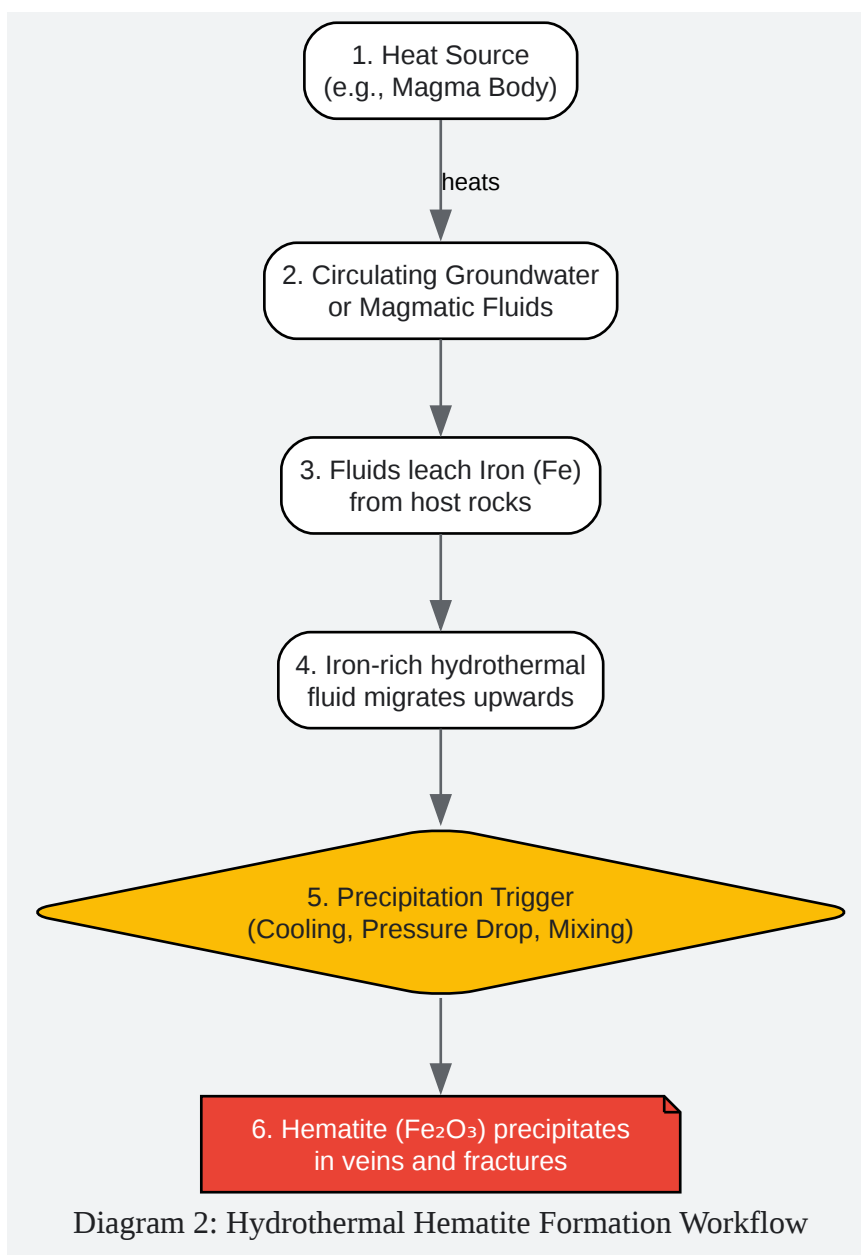 1. Heat Source
(e.g., Magma Body)
heats
2. Circulating Groundwater
or Magmatic Fluids
3. Fluids leach Iron (Fe)
from host rocks
4. Iron-rich hydrothermal
fluid migrates upwards
5. Precipitation Trigger
(Cooling, Pressure Drop, Mixing)
6. Hematite (Fe₂O₃) precipitates
in veins and fractures
Diagram 2: Hydrothermal Hematite Formation Workflow